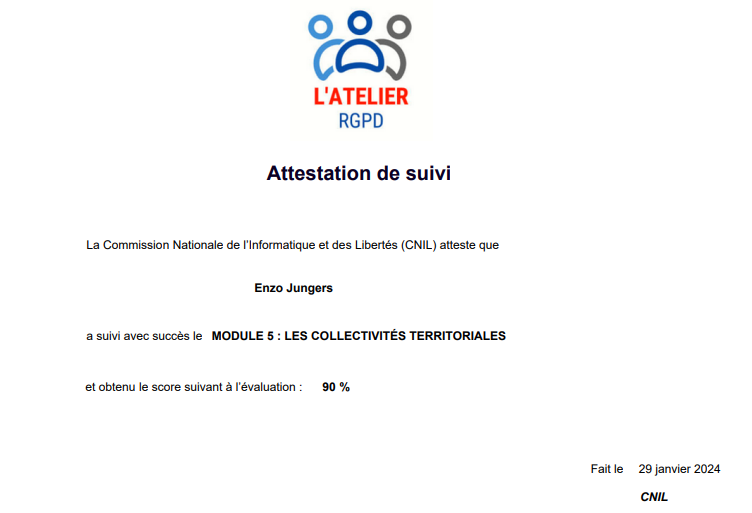 L'ATELIER
RGPD
Attestation de suivi
La Commission Nationale de l'Informatique et des Libertés (CNIL) atteste que
Enzo Jungers
a suivi avec succès le MODULE 5 : LES COLLECTIVITÉS TERRITORIALES
et obtenu le score suivant à l'évaluation : 90 %
Fait le 29 janvier 2024
CNIL